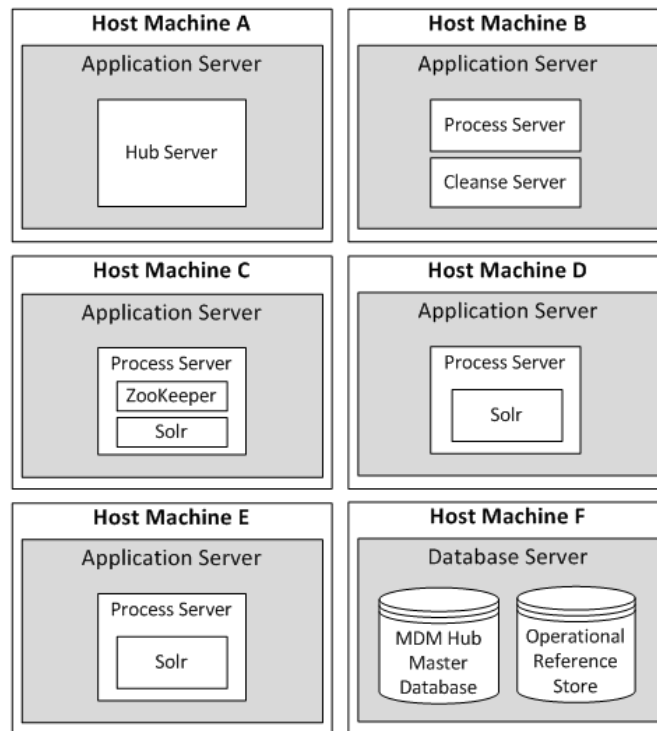 Host Machine A
Application Server
Hub Server
Host Machine B
Application Server
Process Server
Cleanse Server
Host Machine C
Application Server
Process Server
ZooKeeper
Solr
Host Machine D
Application Server
Process Server
Solr
Host Machine E
Application Server
Process Server
Solr
Host Machine F
Database Server
MDM Hub
Master
Database
Operational
Reference
Store